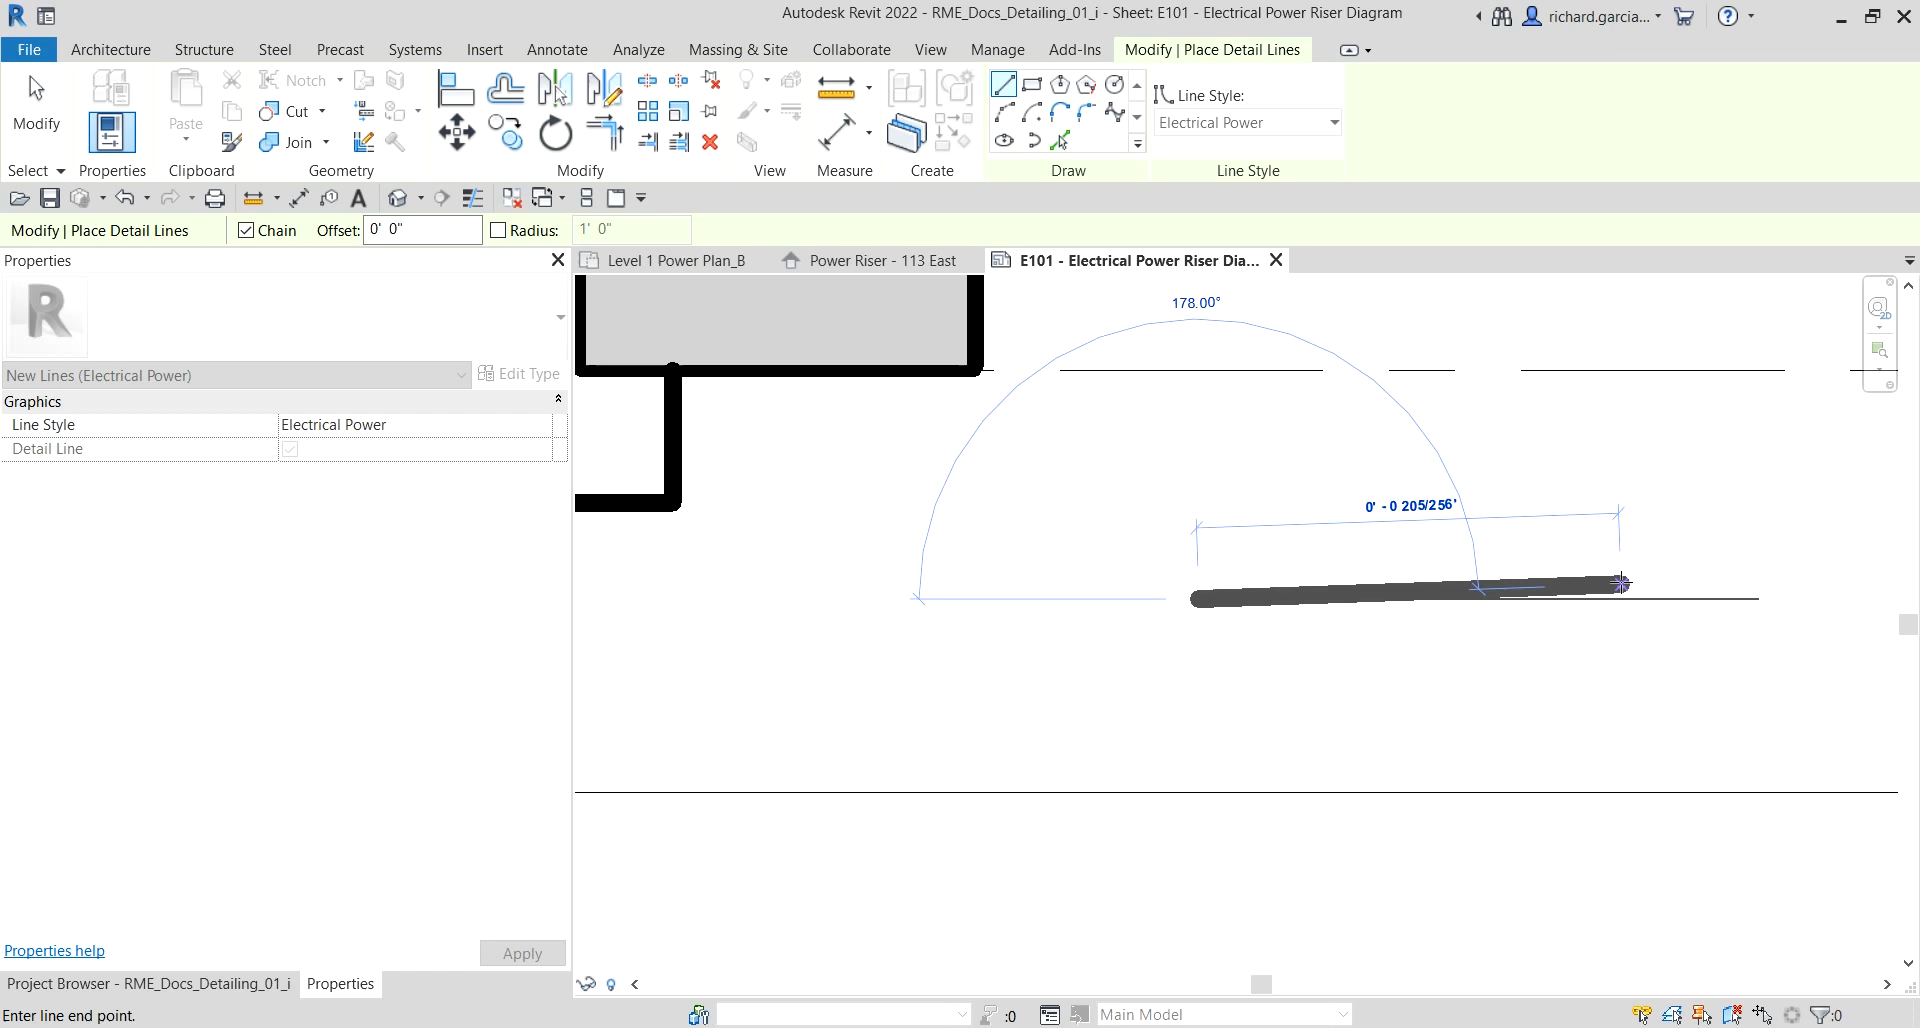 Autodesk Revit 2022 - RME_Docs_Detailing_01_i - Sheet: E101 - Electrical Power Riser Diagram
richard.garcia...
File Architecture Structure Steel Precast Systems Insert Annotate Analyze Massing & Site Collaborate View Manage Add-Ins Modify | Place Detail Lines
Modify
Paste
Notch
Cut
Join
Line Style:
Electrical Power
Select Properties Clipboard Geometry Modify View Measure Create Draw Line Style
Modify | Place Detail Lines Chain Offset: 0' 0" Radius: 1' 0"
Properties
Level 1 Power Plan_B Power Riser - 113 East E101 - Electrical Power Riser Dia...
R
New Lines (Electrical Power) Edit Type
Graphics
Line Style Electrical Power
Detail Line
178.00°
0' - 0 205/256"
2D
Properties help Apply
Project Browser - RME_Docs_Detailing_01_i Properties
Enter line end point. :0 Main Model :0